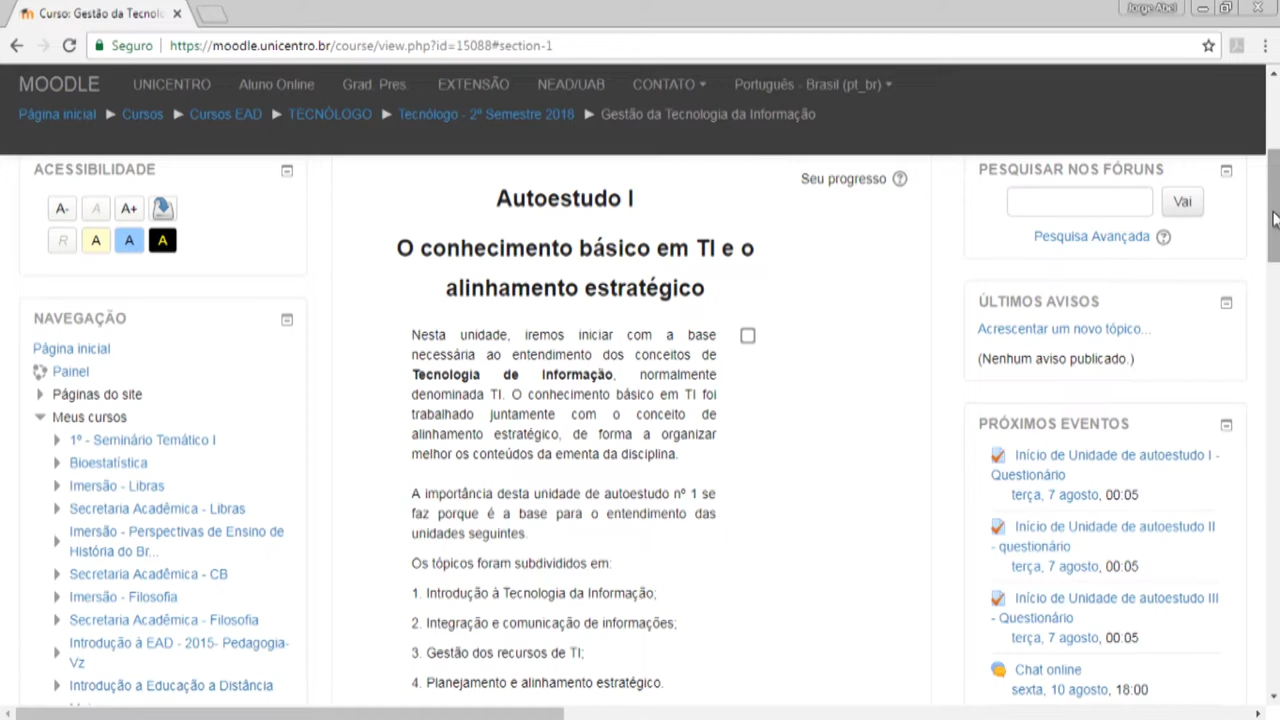 Curso: Gestão da Tecnolo
Jorge Abel
Seguro
https://moodle.unicentro.br/course/view.php?id=15088#section-1
MOODLE UNICENTRO Aluno Online Grad. Pres. EXTENSÃO NEAD/UAB CONTATO Português - Brasil (pt_br)
Página inicial ► Cursos ► Cursos EAD ► TECNÓLOGO ► Tecnólogo - 2º Semestre 2018 ► Gestão da Tecnologia da Informação
ACESSIBILIDADE
A- A A+
R A A A
NAVEGAÇÃO
Página inicial
Painel
Páginas do site
Meus cursos
1º - Seminário Temático I
Bioestatística
Imersão - Libras
Secretaria Acadêmica - Libras
Imersão - Perspectivas de Ensino de
História do Br...
Secretaria Acadêmica - CB
Imersão - Filosofia
Secretaria Acadêmica - Filosofia
Introdução à EAD - 2015- Pedagogia-
Vz
Introdução a Educação a Distância
Seu progresso
Autoestudo I
O conhecimento básico em TI e o
alinhamento estratégico
Nesta unidade, iremos iniciar com a base
necessária ao entendimento dos conceitos de
Tecnologia de Informação, normalmente
denominada TI. O conhecimento básico em TI foi
trabalhado juntamente com o conceito de
alinhamento estratégico, de forma a organizar
melhor os conteúdos da ementa da disciplina.
A importância desta unidade de autoestudo nº 1 se
faz porque é a base para o entendimento das
unidades seguintes.
Os tópicos foram subdivididos em:
1. Introdução à Tecnologia da Informação;
2. Integração e comunicação de informações;
3. Gestão dos recursos de TI;
4. Planejamento e alinhamento estratégico.
PESQUISAR NOS FÓRUNS
Vai
Pesquisa Avançada
ÚLTIMOS AVISOS
Acrescentar um novo tópico...
(Nenhum aviso publicado.)
PRÓXIMOS EVENTOS
Início de Unidade de autoestudo I -
Questionário
terça, 7 agosto, 00:05
Início de Unidade de autoestudo II
- questionário
terça, 7 agosto, 00:05
Início de Unidade de autoestudo III
- Questionário
terça, 7 agosto, 00:05
Chat online
sexta, 10 agosto, 18:00